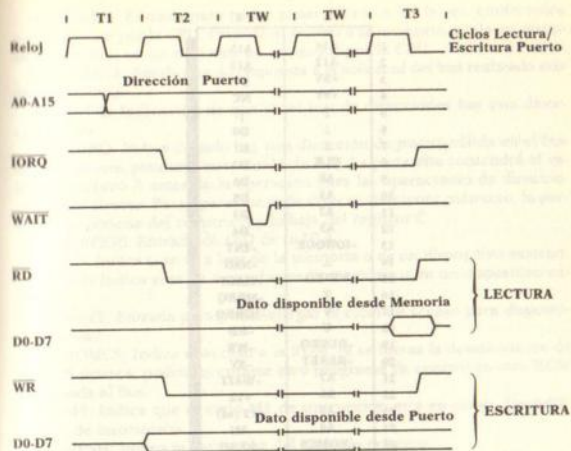 T1 T2 TW TW T3
Reloj
Ciclos Lectura/
Escritura Puerto
Dirección Puerto
A0-A15
IORQ
WAIT
RD
LECTURA
Dato disponible desde Memoria
D0-D7
WR
ESCRITURA
Dato disponible desde Puerto
D0-D7